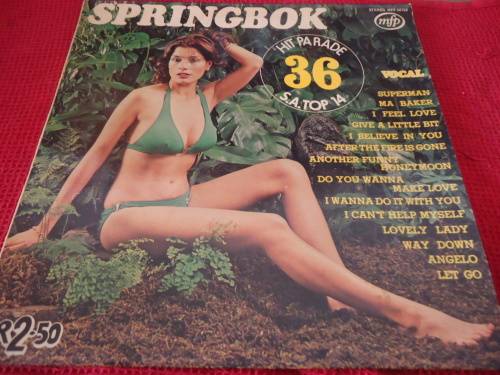 SPRINGBOK
mfp
HIT PARADE
36
S.A. TOP 14
VOCAL
SUPERMAN
MA BAKER
I FEEL LOVE
GIVE A LITTLE BIT
I BELIEVE IN YOU
AFTER THE FIRE IS GONE
ANOTHER FUNNY
HONEYMOON
DO YOU WANNA
MAKE LOVE
I WANNA DO IT WITH YOU
I CAN'T HELP MYSELF
LOVELY LADY
WAY DOWN
ANGELO
LET GO
R2-50